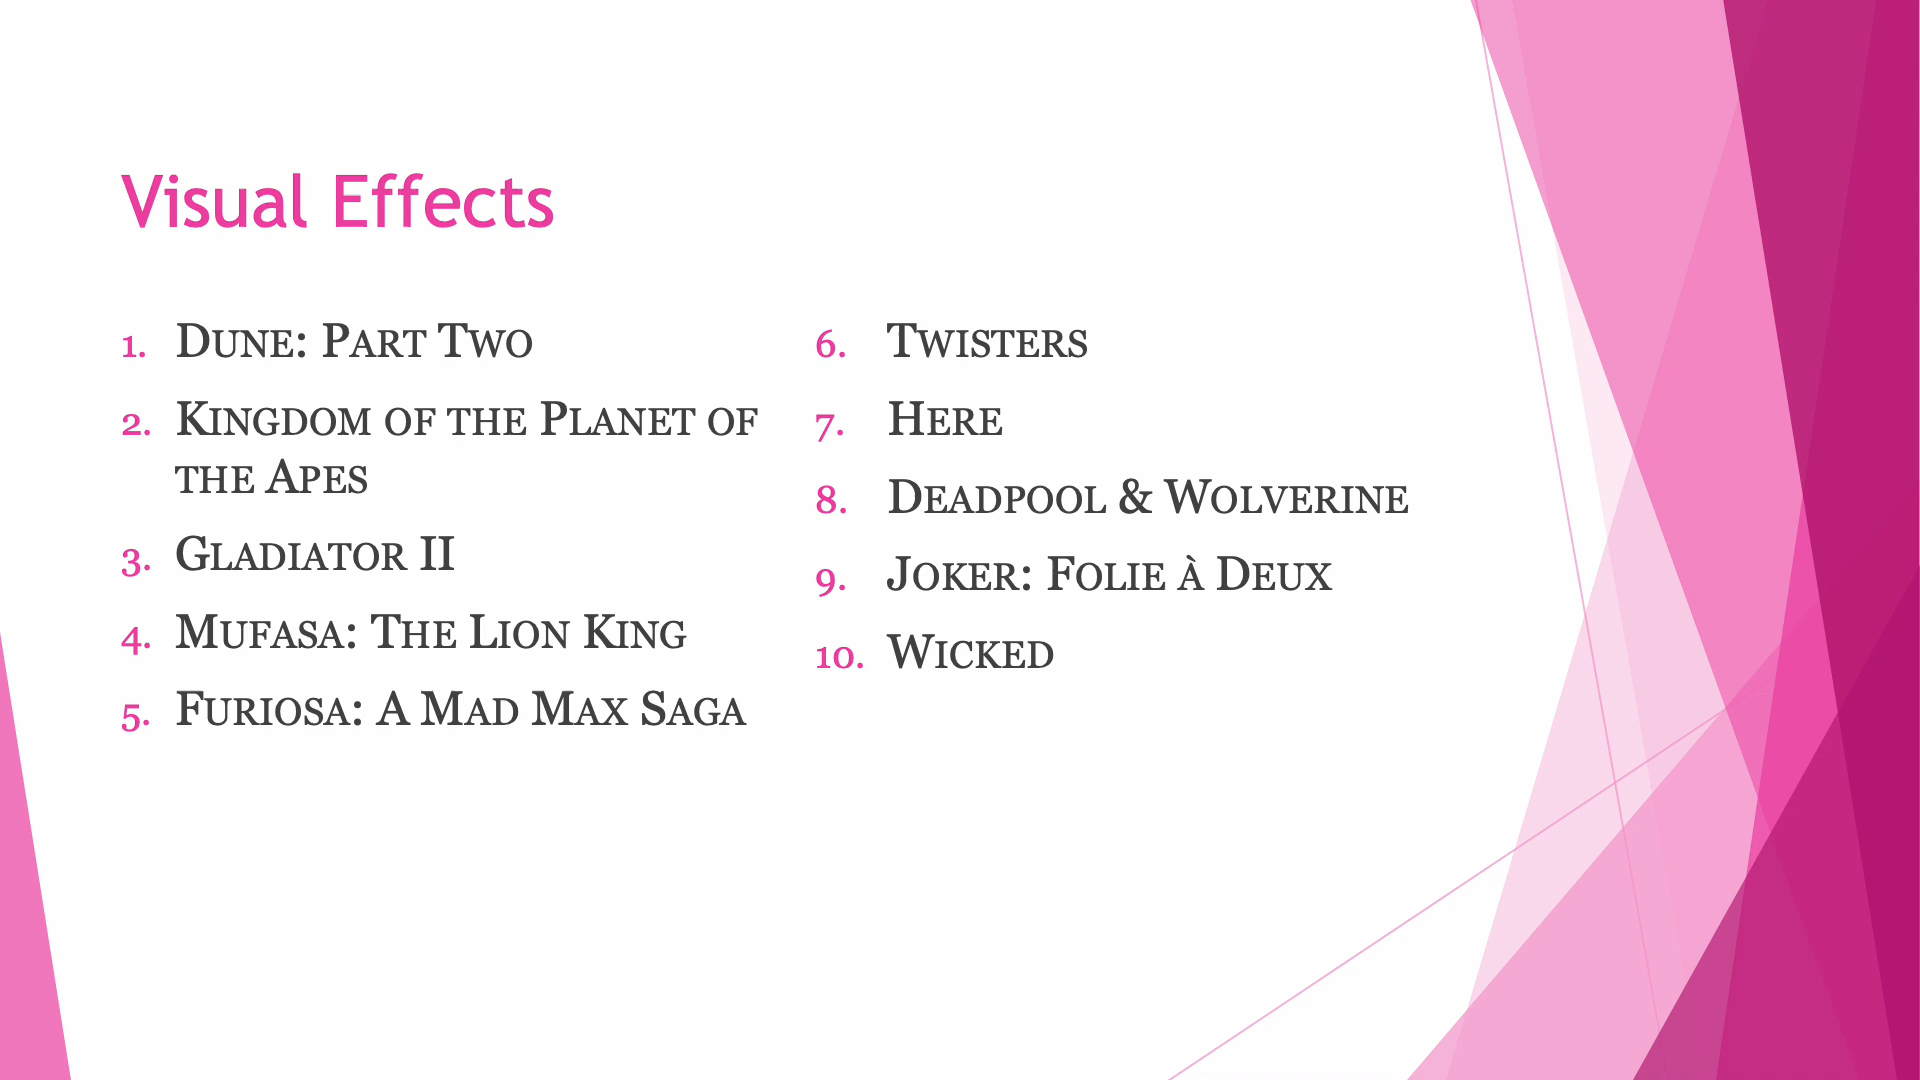 Visual Effects
1. Dune: Part Two
2. Kingdom of the Planet of
the Apes
3. Gladiator II
4. Mufasa: The Lion King
5. Furiosa: A Mad Max Saga
6. Twisters
7. Here
8. Deadpool & Wolverine
9. Joker: Folie à Deux
10. Wicked